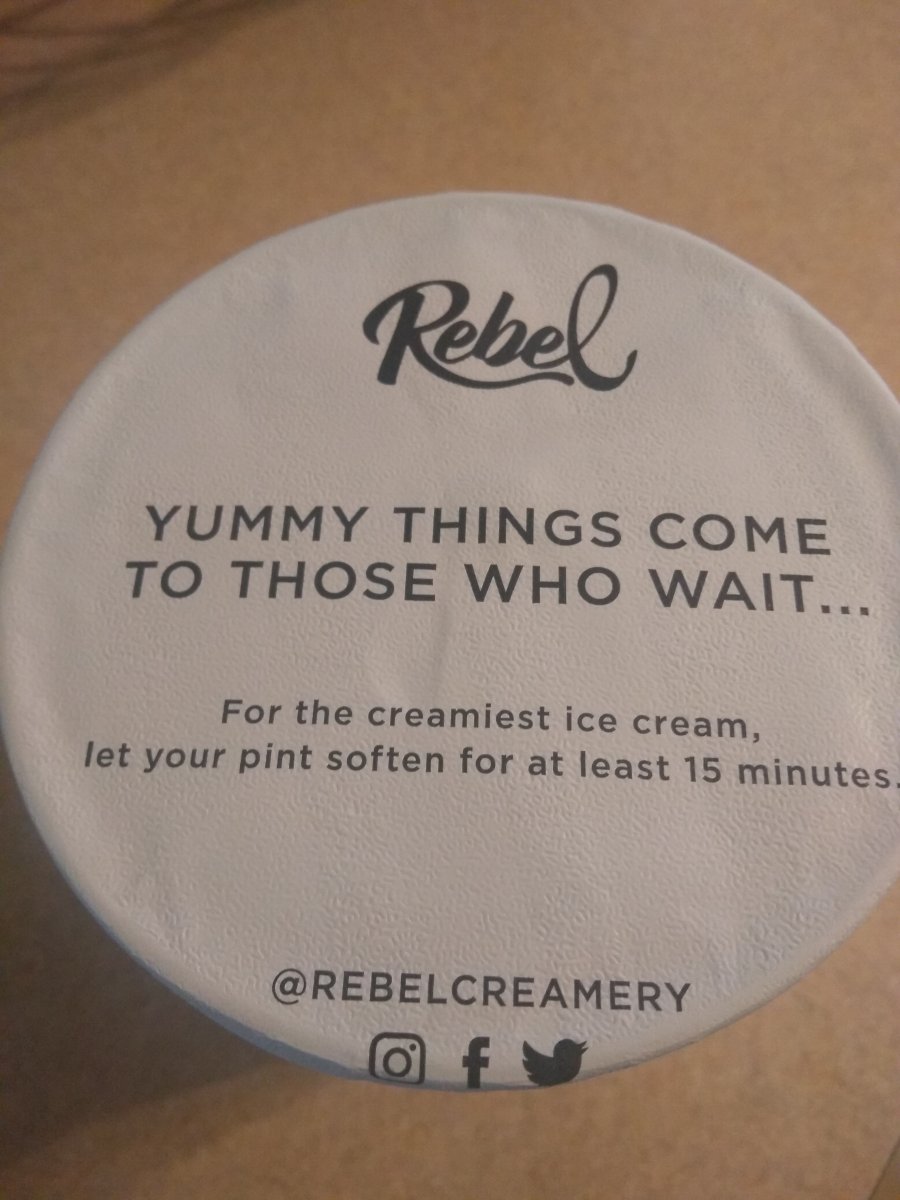 Rebel
YUMMY THINGS COME
TO THOSE WHO WAIT...
For the creamiest ice cream,
let your pint soften for at least 15 minutes.
@REBELCREAMERY